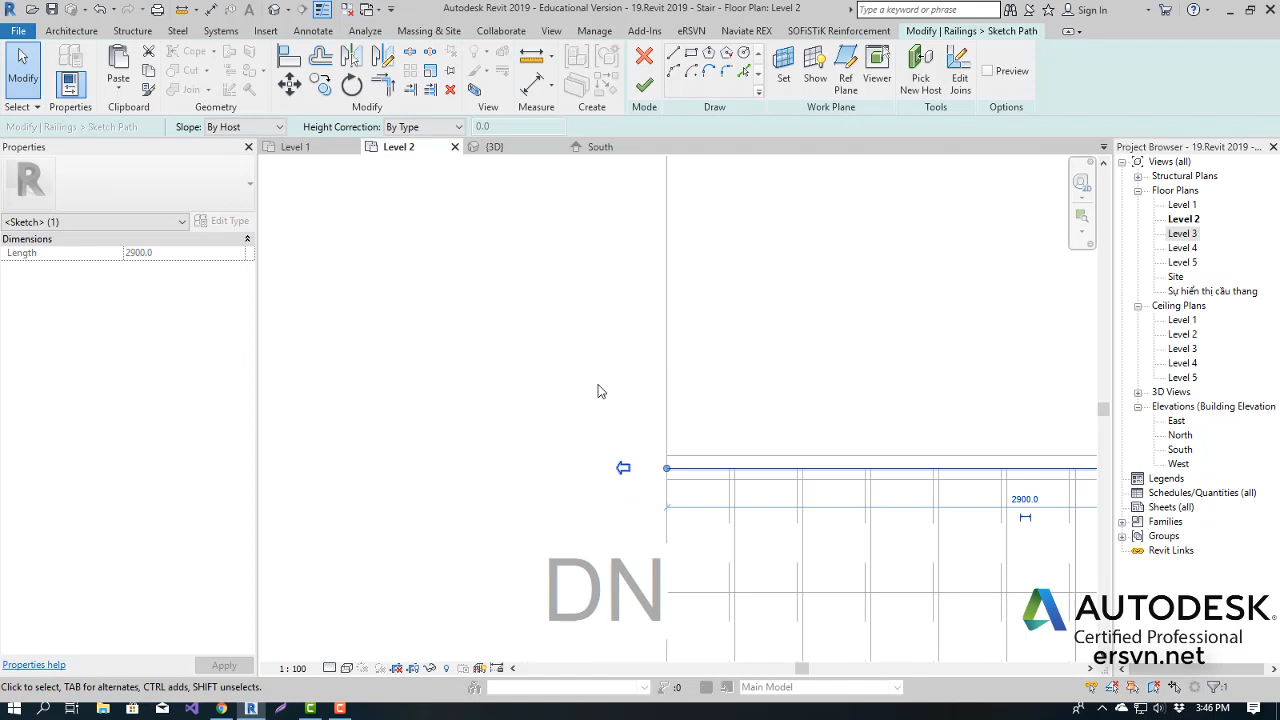 Autodesk Revit 2019 - Educational Version - 19.Revit 2019 - Stair - Floor Plan: Level 2
Type a keyword or phrase
Sign In
File Architecture Structure Steel Systems Insert Annotate Analyze Massing & Site Collaborate View Manage Add-Ins eRSVN Naviate REX SOFiSTiK Reinforcement Modify | Railings > Sketch Path
Modify Properties Paste Cope Cut Join Set Show Ref Plane Viewer Pick New Host Edit Joins Preview
Select Properties Clipboard Geometry Modify View Measure Create Mode Draw Work Plane Tools Options
Modify | Railings > Sketch Path Slope: By Host Height Correction: By Type 0.0
Properties Level 1 Level 2 {3D} South Project Browser - 19.Revit 2019 - Stair
<Sketch> (1) Edit Type
Dimensions
Length 2900.0
Views (all)
Structural Plans
Floor Plans
Level 1
Level 2
Level 3
Level 4
Level 5
Site
Sự hiển thị cầu thang
Ceiling Plans
Level 1
Level 2
Level 3
Level 4
Level 5
3D Views
Elevations (Building Elevation
East
North
South
West
Legends
Schedules/Quantities (all)
Sheets (all)
Families
Groups
Revit Links
2900.0
DN
AUTODESK.
Certified Professional
ersvn.net
Properties help Apply 1 : 100
Click to select, TAB for alternates, CTRL adds, SHIFT unselects. :0 Main Model :1
3:46 PM